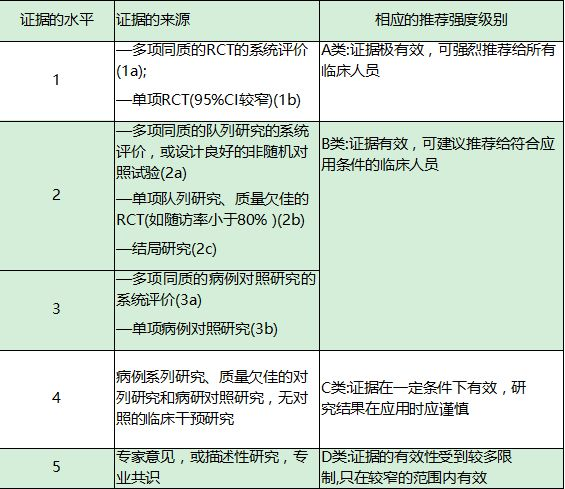 证据的水平
证据的来源
相应的推荐强度级别
1
—多项同质的RCT的系统评价
(1a);
—单项RCT(95%CI较窄)(1b)
A类:证据极有效，可强烈推荐给所有
临床人员
2
—多项同质的队列研究的系统
评价，或设计良好的非随机对
照试验(2a)
—单项队列研究、质量欠佳的
RCT(如随访率小于80% )(2b)
—结局研究(2c)
B类:证据有效，可建议推荐给符合应
用条件的临床人员
3
—多项同质的病例对照研究的
系统评价(3a)
—单项病例对照研究(3b)
4
病例系列研究、质量欠佳的对
列研究和病研对照研究，无对
照的临床干预研究
C类:证据在一定条件下有效，研
究结果在应用时应谨慎
5
专家意见，或描述性研究，专
业共识
D类:证据的有效性受到较多限
制,只在较窄的范围内有效